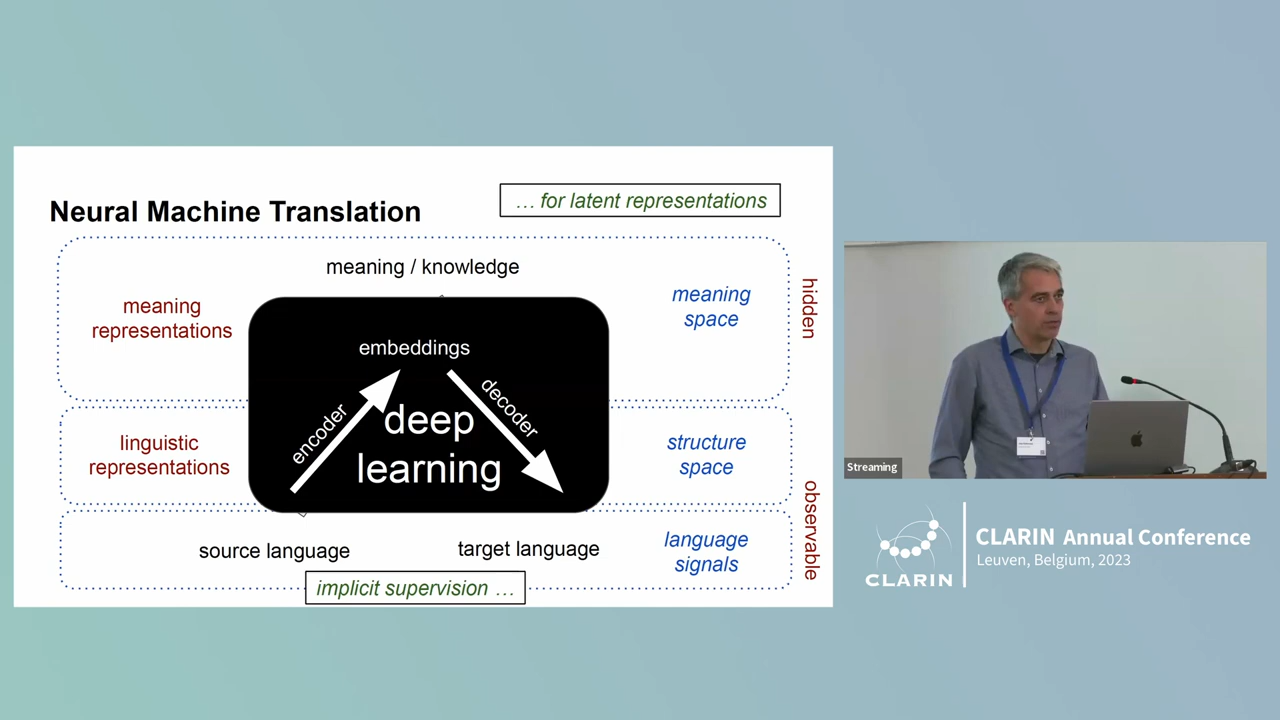 Neural Machine Translation
… for latent representations
meaning / knowledge
meaning
representations
meaning
space
hidden
embeddings
encoder
decoder
deep
learning
linguistic
representations
structure
space
observable
source language
target language
language
signals
implicit supervision …
Streaming
CLARIN
CLARIN Annual Conference
Leuven, Belgium, 2023